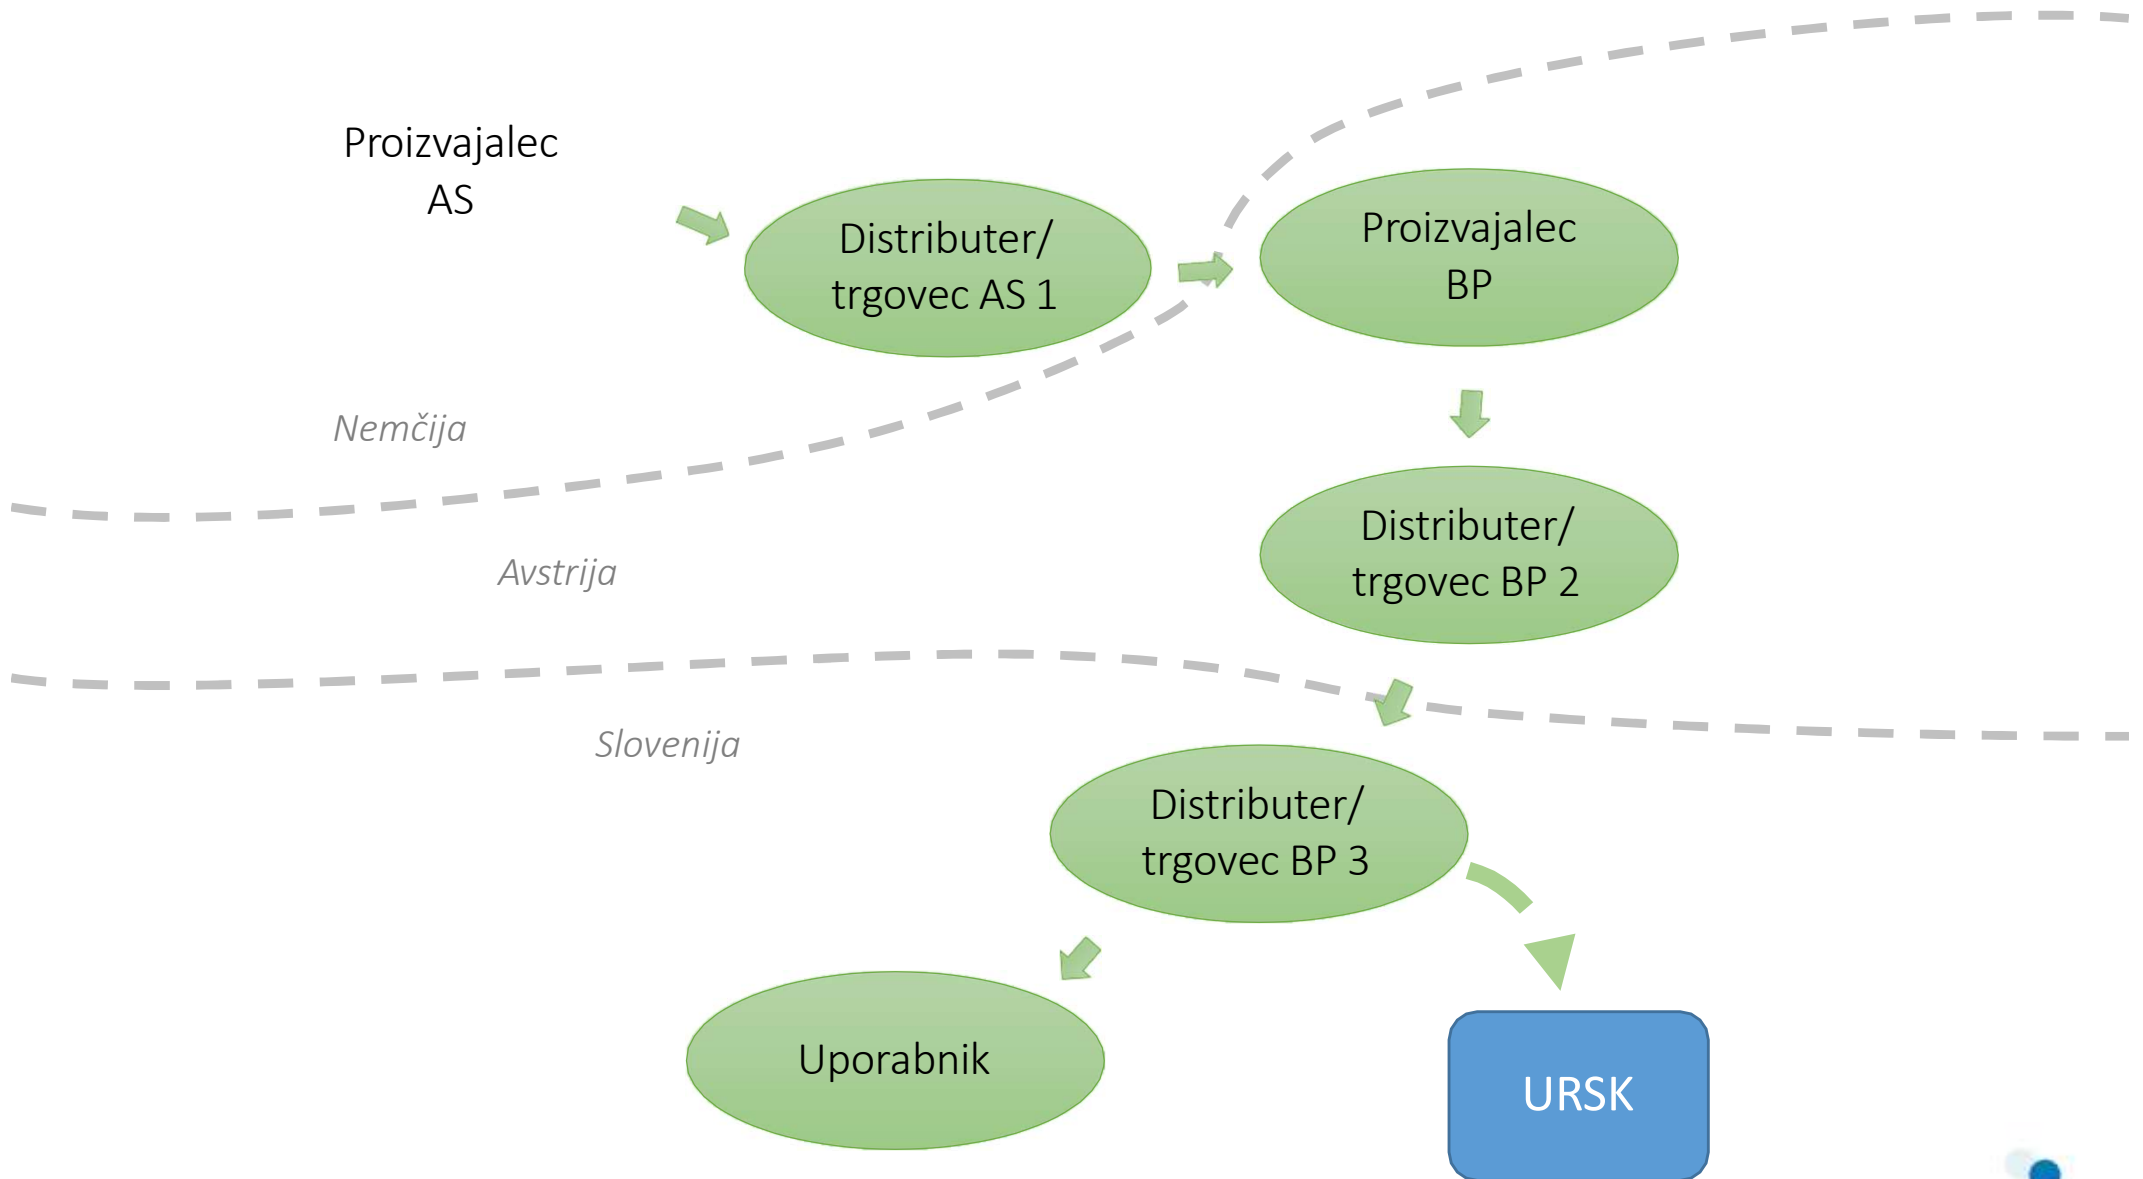 Proizvajalec
AS
Distributer/
trgovec AS 1
Proizvajalec
BP
Nemčija
Distributer/
trgovec BP 2
Avstrija
Slovenija
Distributer/
trgovec BP 3
Uporabnik
URSK